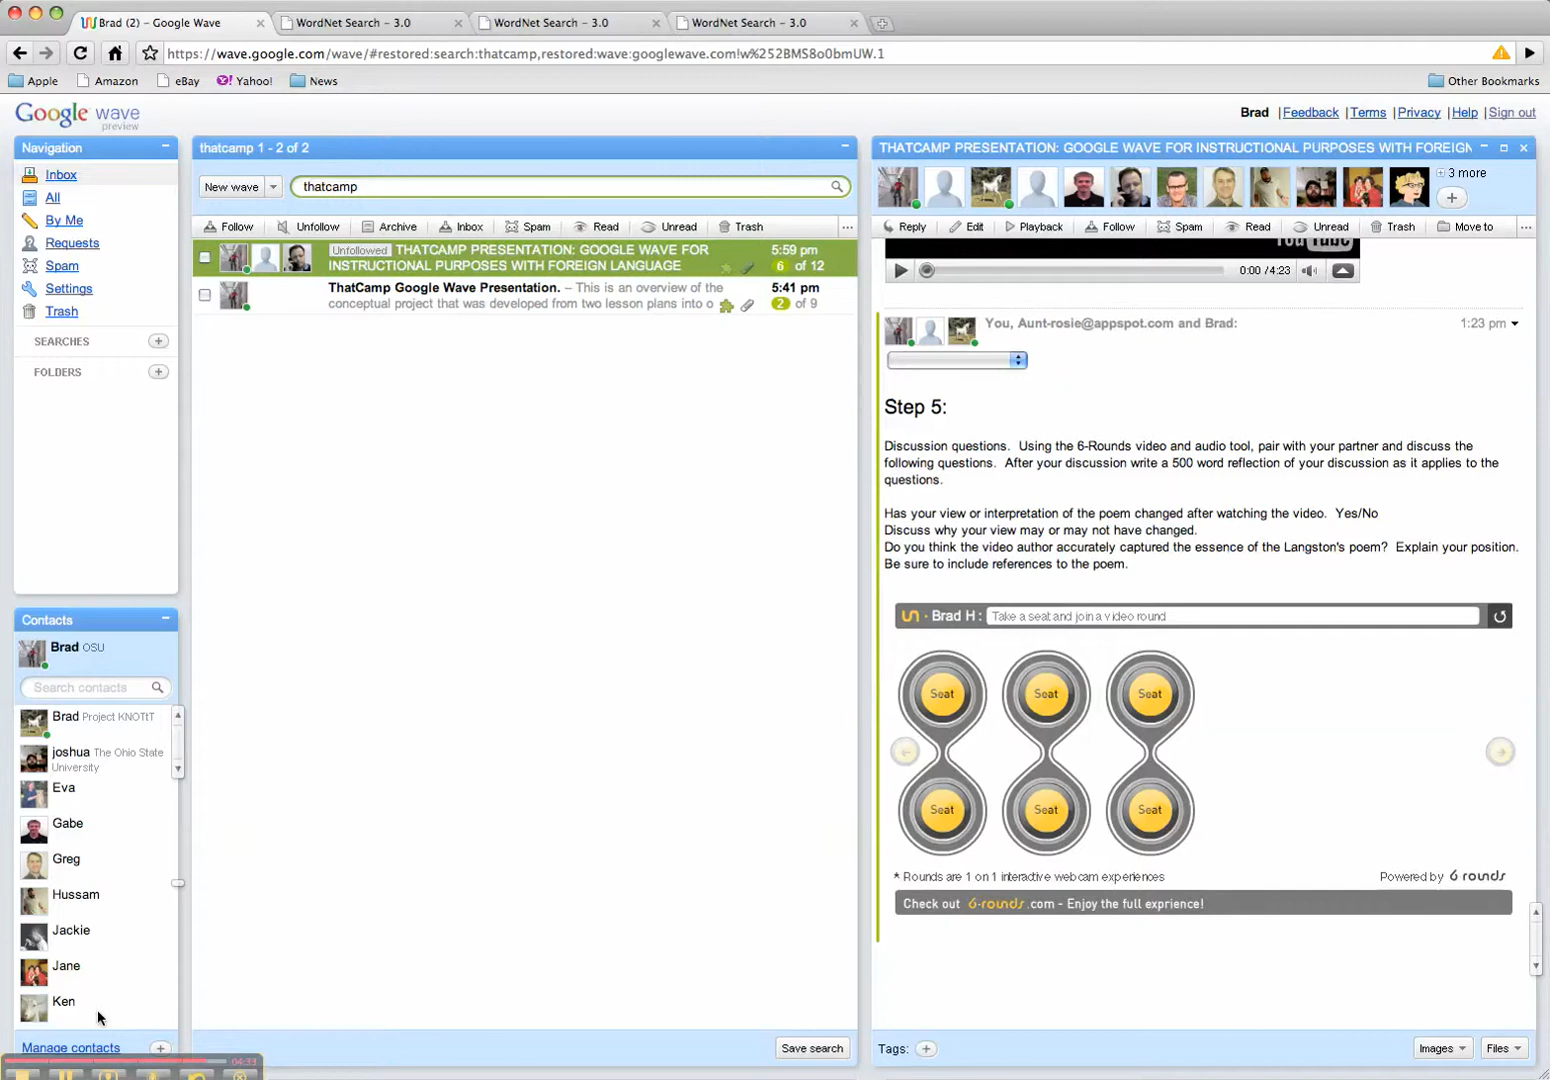 Brad (2) – Google Wave
WordNet Search – 3.0
WordNet Search – 3.0
WordNet Search – 3.0
https://wave.google.com/wave/#restored:search:thatcamp,restored:wave:googlewave.com!w%252BMS8o0bmUW.1
Apple
Amazon
eBay
Yahoo!
News
Other Bookmarks
Google wave
preview
Brad | Feedback | Terms | Privacy | Help | Sign out
Navigation
Inbox
All
By Me
Requests
Spam
Settings
Trash
SEARCHES
FOLDERS
Contacts
Brad OSU
Search contacts
Brad Project KNOTtT
joshua The Ohio State
University
Eva
Gabe
Greg
Hussam
Jackie
Jane
Ken
Manage contacts
04:33
thatcamp 1 - 2 of 2
New wave
thatcamp
Follow
Unfollow
Archive
Inbox
Spam
Read
Unread
Trash
Unfollowed THATCAMP PRESENTATION: GOOGLE WAVE FOR
INSTRUCTIONAL PURPOSES WITH FOREIGN LANGUAGE
5:59 pm
6 of 12
ThatCamp Google Wave Presentation. – This is an overview of the
conceptual project that was developed from two lesson plans into o
5:41 pm
2 of 9
Save search
THATCAMP PRESENTATION: GOOGLE WAVE FOR INSTRUCTIONAL PURPOSES WITH FOREIGN
3 more
Reply
Edit
Playback
Follow
Spam
Read
Unread
Trash
Move to
YouTube
0:00 / 4:23
You, Aunt-rosie@appspot.com and Brad:
1:23 pm
Step 5:
Discussion questions. Using the 6-Rounds video and audio tool, pair with your partner and discuss the
following questions. After your discussion write a 500 word reflection of your discussion as it applies to the
questions.
Has your view or interpretation of the poem changed after watching the video. Yes/No
Discuss why your view may or may not have changed.
Do you think the video author accurately captured the essence of the Langston's poem? Explain your position.
Be sure to include references to the poem.
Brad H :
Take a seat and join a video round
Seat
Seat
Seat
Seat
Seat
Seat
* Rounds are 1 on 1 interactive webcam experiences
Powered by 6 rounds
Check out 6-rounds.com - Enjoy the full exprience!
Tags:
Images
Files